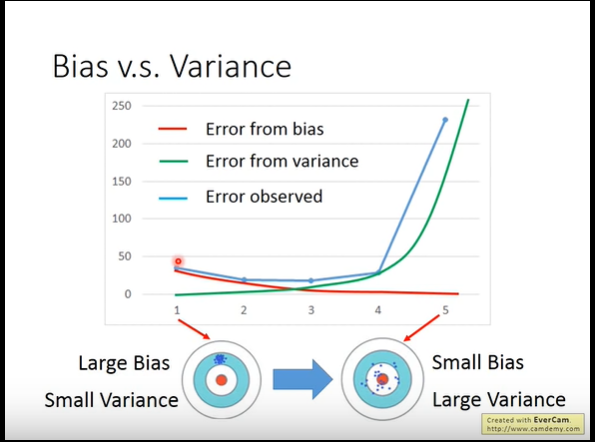 Bias v.s. Variance
250
200
150
100
50
0
Error from bias
Error from variance
Error observed
1 2 3 4 5
Large Bias
Small Variance
Small Bias
Large Variance
Created with EverCam.
http://www.camdemy.com